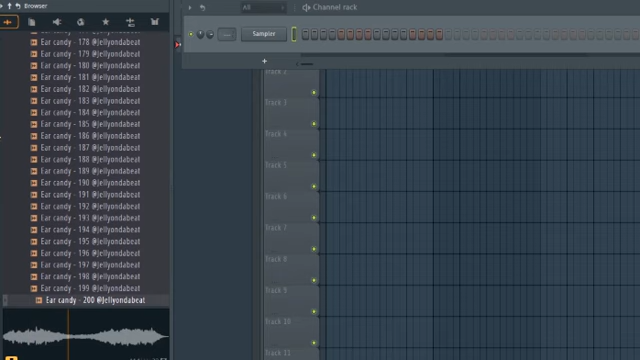 Browser
All
Channel rack
Sampler
Ear candy - 178 @Jellyondabeat
Ear candy - 179 @Jellyondabeat
Ear candy - 180 @Jellyondabeat
Ear candy - 181 @Jellyondabeat
Ear candy - 182 @Jellyondabeat
Ear candy - 183 @Jellyondabeat
Ear candy - 184 @Jellyondabeat
Ear candy - 185 @Jellyondabeat
Ear candy - 186 @Jellyondabeat
Ear candy - 187 @Jellyondabeat
Ear candy - 188 @Jellyondabeat
Ear candy - 189 @Jellyondabeat
Ear candy - 190 @Jellyondabeat
Ear candy - 191 @Jellyondabeat
Ear candy - 192 @Jellyondabeat
Ear candy - 193 @Jellyondabeat
Ear candy - 194 @Jellyondabeat
Ear candy - 195 @Jellyondabeat
Ear candy - 196 @Jellyondabeat
Ear candy - 197 @Jellyondabeat
Ear candy - 198 @Jellyondabeat
Ear candy - 199 @Jellyondabeat
Ear candy - 200 @Jellyondabeat
Track 2
Track 3
Track 4
Track 5
Track 6
Track 7
Track 8
Track 9
Track 10
Track 11